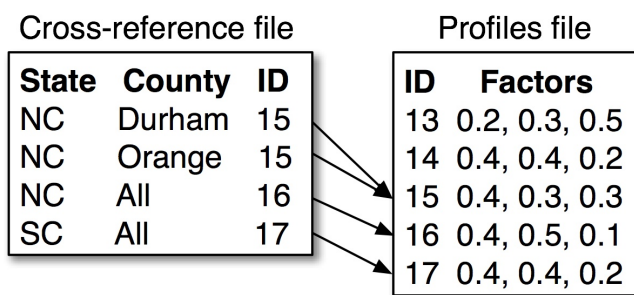 Cross-reference file
State County ID
NC Durham 15
NC Orange 15
NC All 16
SC All 17
Profiles file
ID Factors
13 0.2, 0.3, 0.5
14 0.4, 0.4, 0.2
15 0.4, 0.3, 0.3
16 0.4, 0.5, 0.1
17 0.4, 0.4, 0.2